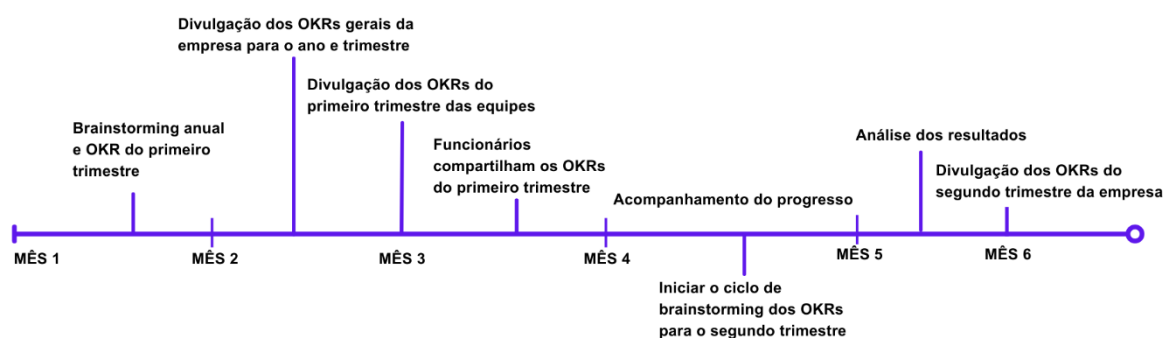 Divulgação dos OKRs gerais da
empresa para o ano e trimestre
Divulgação dos OKRs do
primeiro trimestre das equipes
Brainstorming anual
e OKR do primeiro
trimestre
Funcionários
compartilham os OKRs
do primeiro trimestre
Acompanhamento do progresso
Análise dos resultados
Divulgação dos OKRs do
segundo trimestre da empresa
MÊS 1
MÊS 2
MÊS 3
MÊS 4
MÊS 5
MÊS 6
Iniciar o ciclo de
brainstorming dos OKRs
para o segundo trimestre